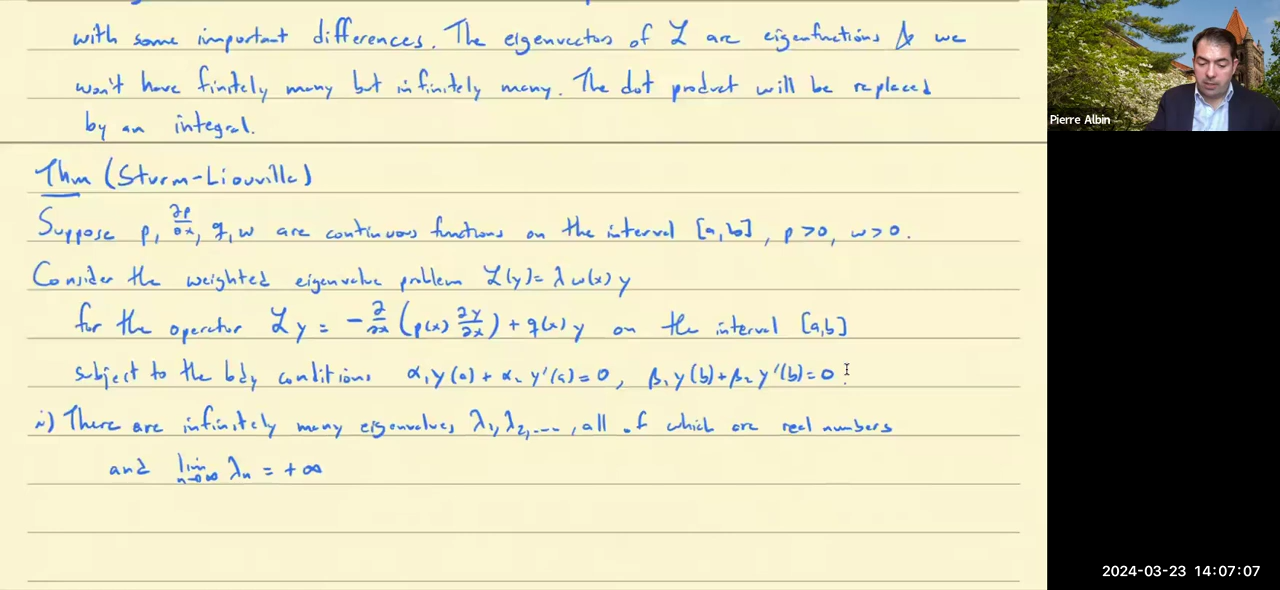 with some important differences. The eigenvectors of ℒ are eigenfnctions & we
won't have finitely many but infinitely many. The dot product will be replaced
by an integral.
Thm (Sturm-Liouville)
Suppose p, ∂p/∂x, q, w are continuous functions on the interval [a,b], p>0, w>0.
Consider the weighted eigenvalue problem ℒ(y)=λw(x)y
for the operator ℒy = -∂/∂x (p(x) ∂y/∂x) + q(x)y on the interval [a,b]
subject to the bdy conditions α₁y(a)+α₂y'(a)=0, β₁y(b)+β₂y'(b)=0.
i) There are infinitely many eigenvalues λ₁,λ₂,..., all of which are real numbers
and lim n→∞ λₙ = +∞
Pierre Albin
2024-03-23 14:07:07